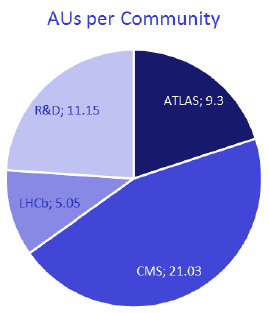 AUs per Community
R&D; 11.15
ATLAS; 9.3
LHCb; 5.05
CMS; 21.03